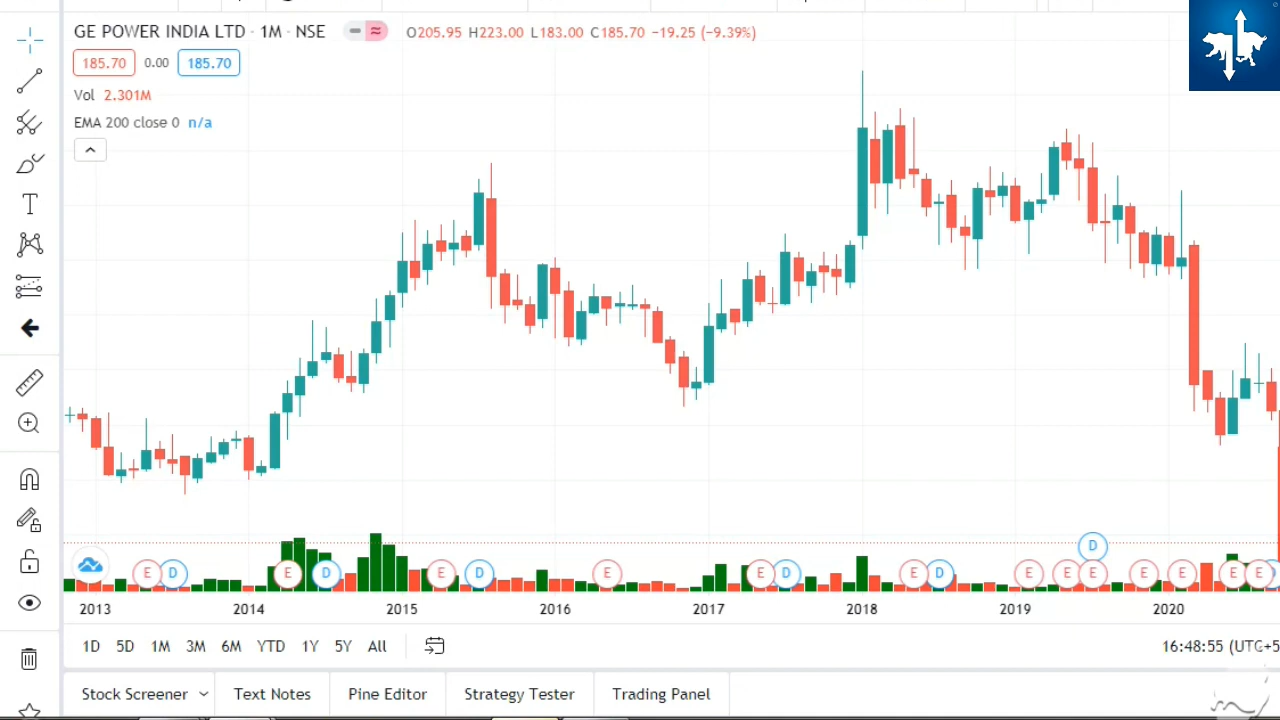 GE POWER INDIA LTD · 1M · NSE O205.95 H223.00 L183.00 C185.70 −19.25 (−9.39%)
185.70 0.00 185.70
Vol 2.301M
EMA 200 close 0 n/a
T
D
E D E D E D E E D E D E E E E E E E D
2013 2014 2015 2016 2017 2018 2019 2020
1D 5D 1M 3M 6M YTD 1Y 5Y All 16:48:55 (UTC+5
Stock Screener Text Notes Pine Editor Strategy Tester Trading Panel